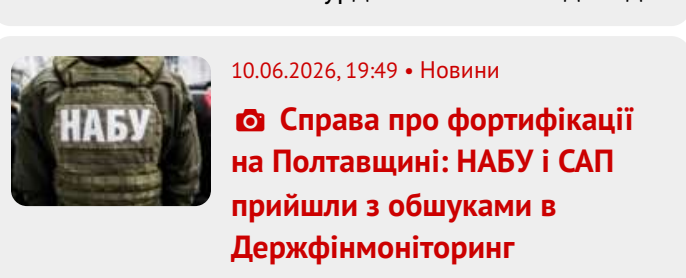 10.06.2026, 19:49 • Новини
НАБУ
Справа про фортифікації
на Полтавщині: НАБУ і САП
прийшли з обшуками в
Держфінмоніторинг